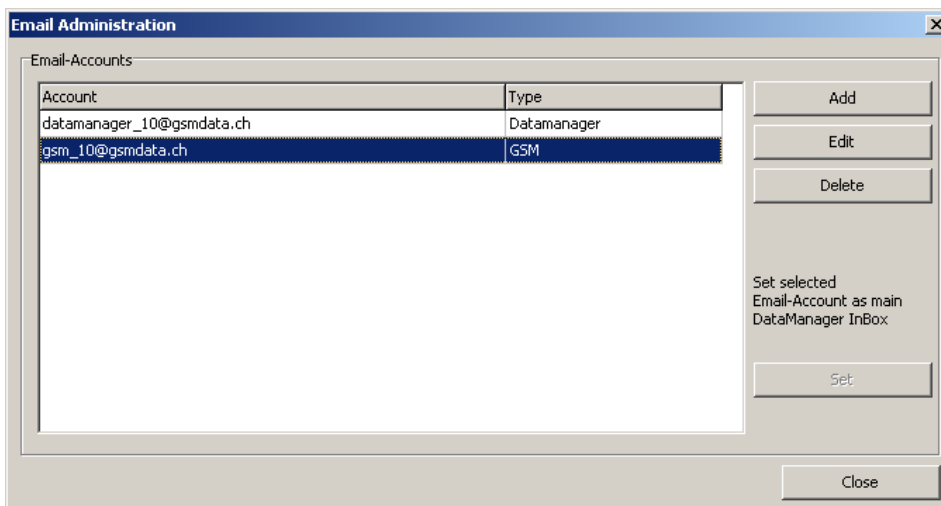 Email Administration
Email-Accounts
Account Type
datamanager_10@gsmdata.ch Datamanager
gsm_10@gsmdata.ch GSM
Add
Edit
Delete
Set selected
Email-Account as main
DataManager InBox
Set
Close